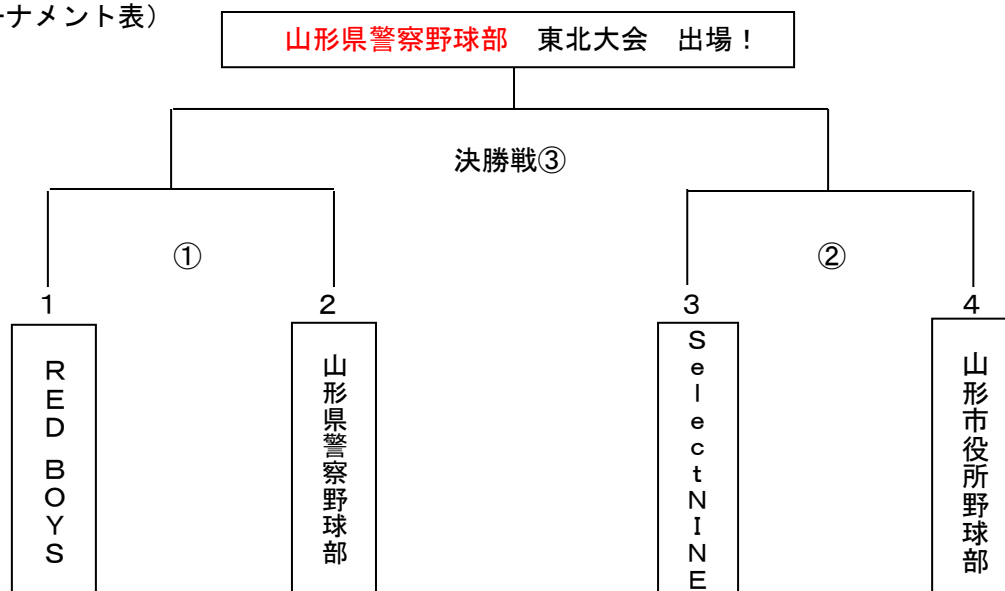 ーナメント表）
山形県警察野球部　東北大会　出場！
決勝戦③
①
②
1
2
3
4
RED BOYS
山形県警察野球部
SelectNINE
山形市役所野球部